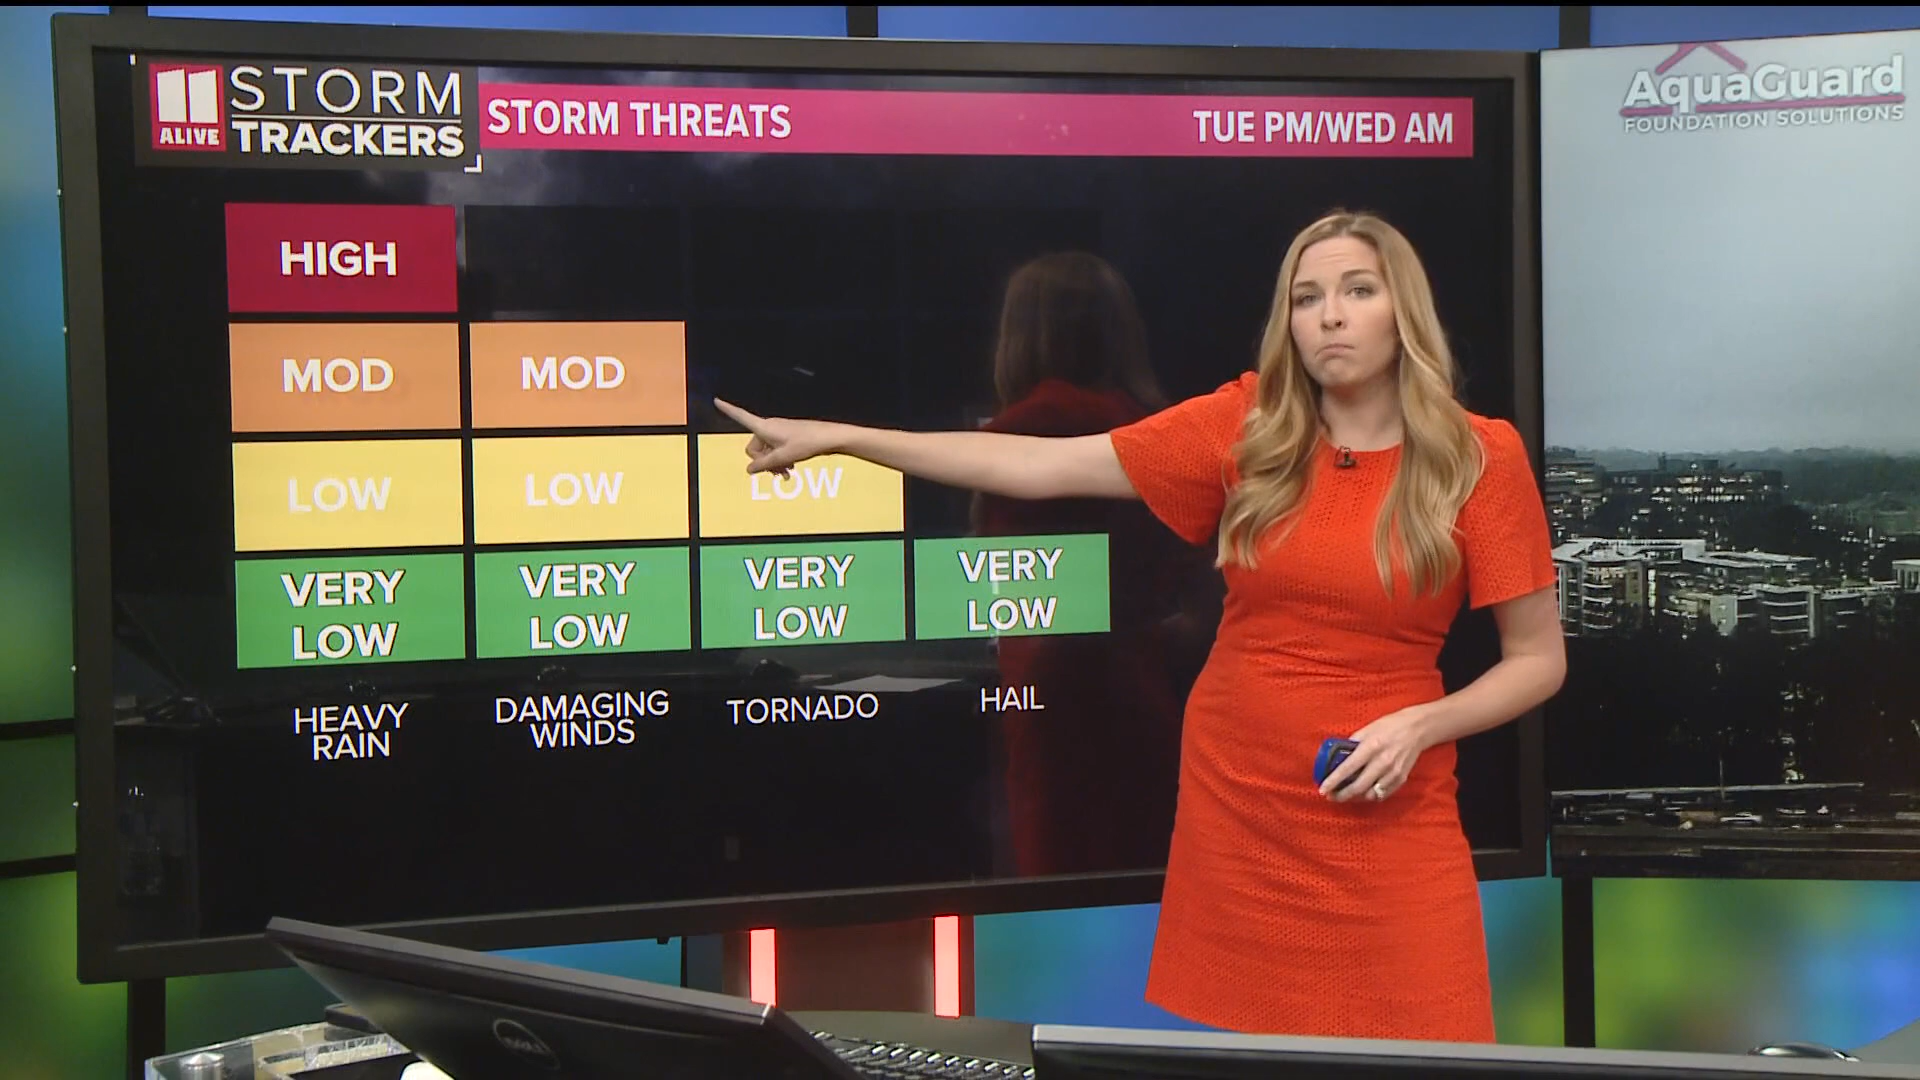 11 ALIVE
STORM
TRACKERS
STORM THREATS
TUE PM/WED AM
AquaGuard
FOUNDATION SOLUTIONS
HIGH
MOD MOD
LOW LOW LOW
VERY VERY VERY VERY
LOW LOW LOW LOW
HEAVY
RAIN
DAMAGING
WINDS
TORNADO
HAIL
DELL